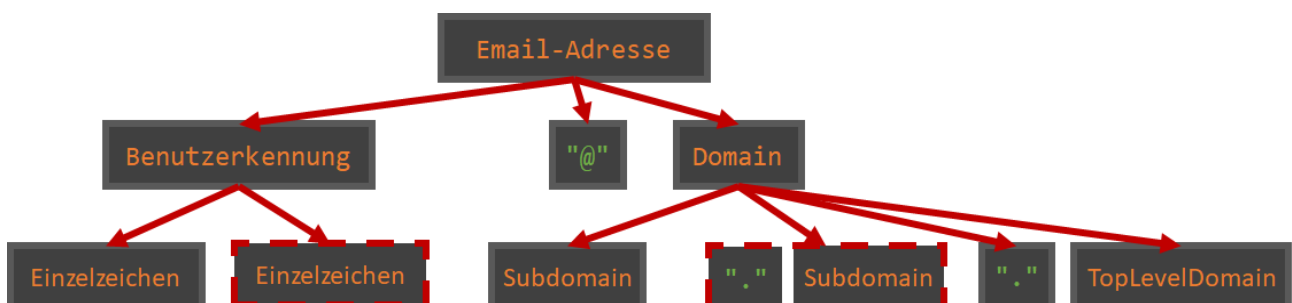 Email-Adresse
Benutzerkennung "@" Domain
Einzelzeichen Einzelzeichen Subdomain "." Subdomain "." TopLevelDomain